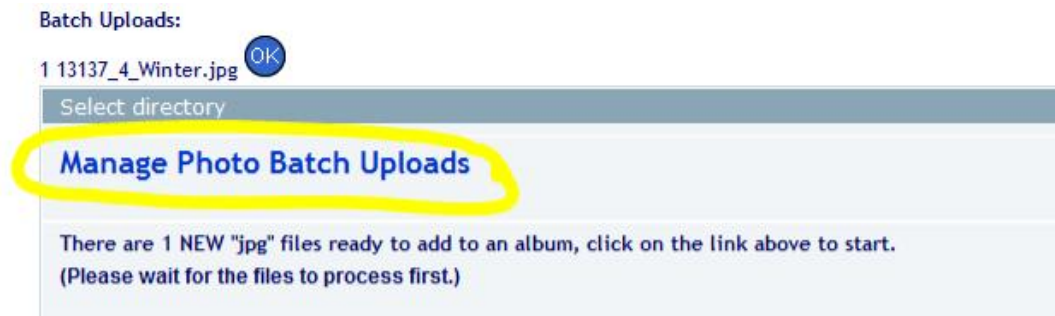 Batch Uploads:
1 13137_4_Winter.jpg OK
Select directory
Manage Photo Batch Uploads
There are 1 NEW "jpg" files ready to add to an album, click on the link above to start.
(Please wait for the files to process first.)